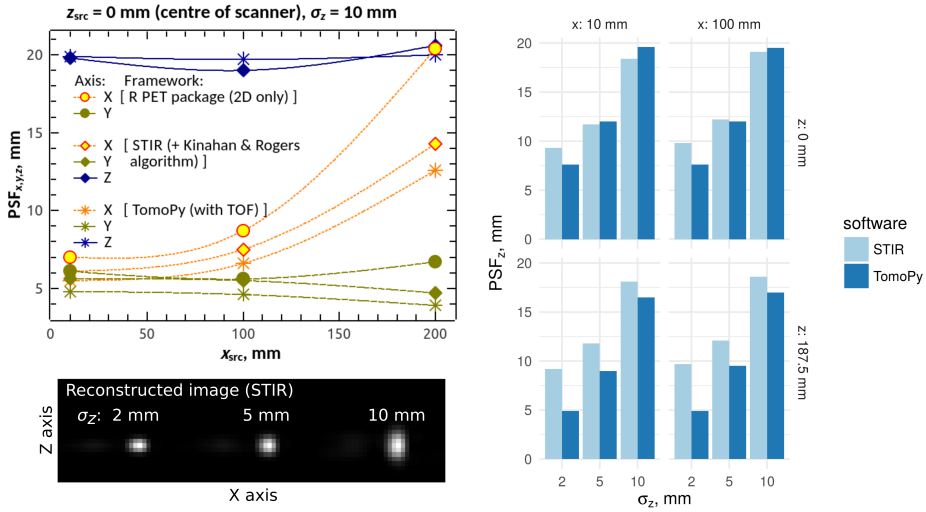 z_src = 0 mm (centre of scanner), σ_z = 10 mm
PSF_x,y,z, mm
20
15
10
5
Axis: Framework:
X [ R PET package (2D only) ]
Y
X [ STIR (+ Kinahan & Rogers
Y algorithm) ]
Z
X [ TomoPy (with TOF) ]
Y
Z
0 50 100 150 200
x_src, mm
Reconstructed image (STIR)
σ_Z: 2 mm 5 mm 10 mm
Z axis
X axis
x: 10 mm x: 100 mm
PSF_z, mm
20
15
10
5
0
z: 0 mm
20
15
10
5
0
z: 187.5 mm
2 5 10 2 5 10
σ_z, mm
software
STIR
TomoPy